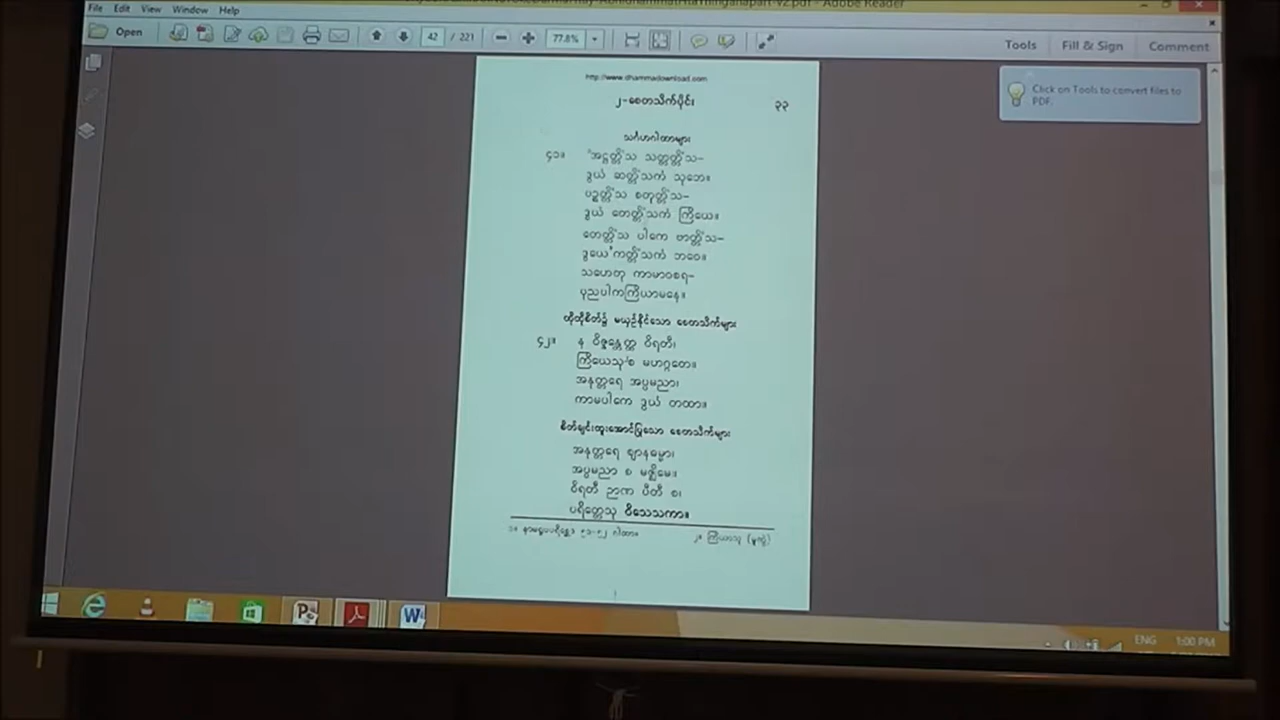 Adobe Reader
File Edit View Window Help
Open 42 / 221 77.8% Tools Fill & Sign Comment
Click on Tools to convert files to
PDF.
http://www.dhammadownload.com
၂-စေတသိက်ပိုင်း ၃၃
သင်္ဂဟဂါထာများ
၄၁။ "အဋ္ဌတ္တိံသ သတ္တတ္တိံသ–
ဒွယံ ဆတ္တိံသကံ သုဘေ။
ပဉ္စတ္တိံသ စတုတ္တိံသ–
ဒွယံ တေတ္တိံသကံ ကြိယေ။
တေတ္တိံသ ပါကေ ဗာတ္တိံသ–
ဒွယေ'ကတ္တိံသကံ ဘဝေ။
သဟေတု ကာမာဝစရ–
ပုညပါကကြိယာမနေ။
ထိုထိုစိတ်၌ မယှဉ်နိုင်သော စေတသိက်များ
၄၂။ န ဝိဇ္ဇန္တေတ္ထ ဝိရတီ၊
ကြိယေသု စ မဟဂ္ဂတေ။
အနုတ္တရေ အပ္ပမညာ၊
ကာမပါကေ ဒွယံ တထာ။
စိတ်ချင်းထူးအောင်ပြုသော စေတသိက်များ
အနုတ္တရေ ဈာနဓမ္မာ၊
အပ္ပမညာ စ မဇ္ဈိမေ။
ဝိရတီ ဉာဏ ပီတီ စ၊
ပရိတ္တေသု ဝိသေသကာ။
ENG 1:00 PM